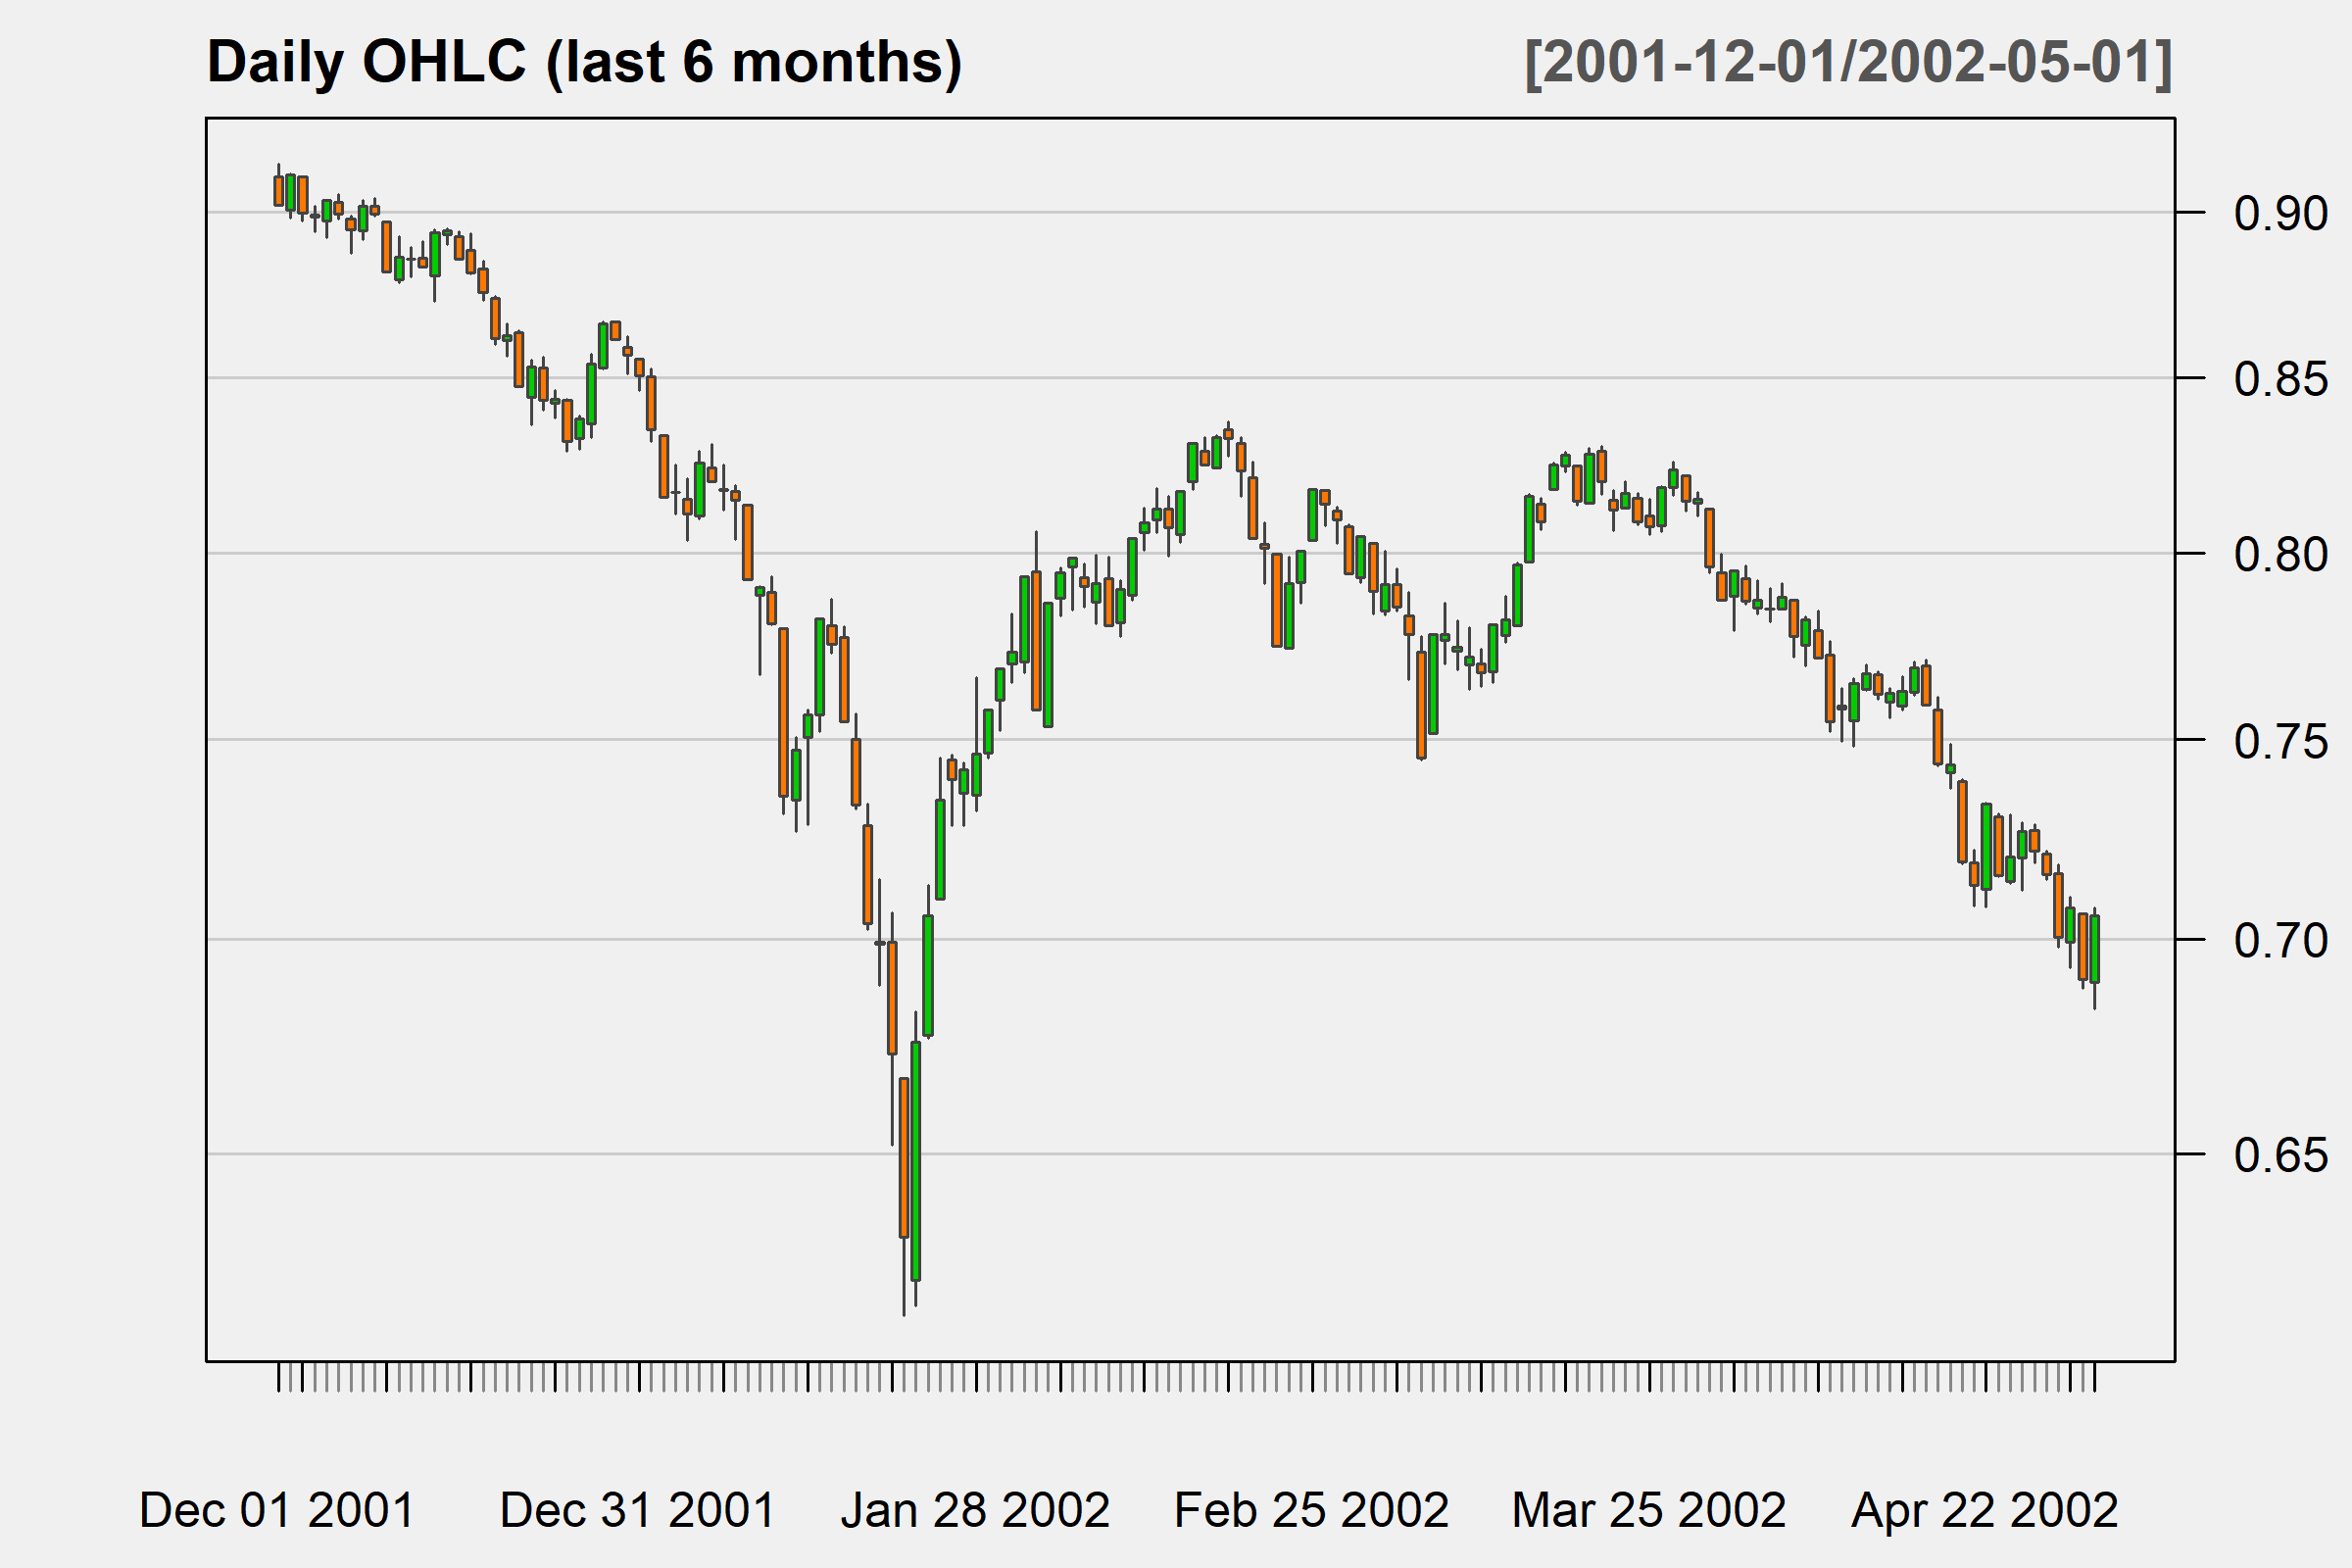 Daily OHLC (last 6 months)
[2001-12-01/2002-05-01]
0.90
0.85
0.80
0.75
0.70
0.65
Dec 01 2001
Dec 31 2001
Jan 28 2002
Feb 25 2002
Mar 25 2002
Apr 22 2002